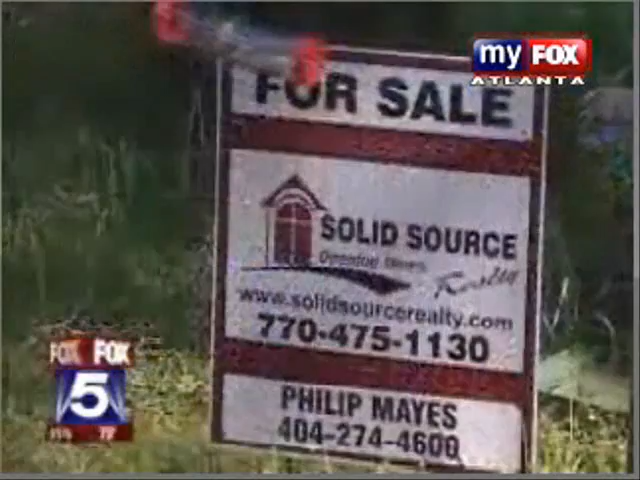 my FOX
ATLANTA
FOR SALE
SOLID SOURCE
Realty
www.solidsourcerealty.com
770-475-1130
PHILIP MAYES
404-274-4600
FOX FOX
5